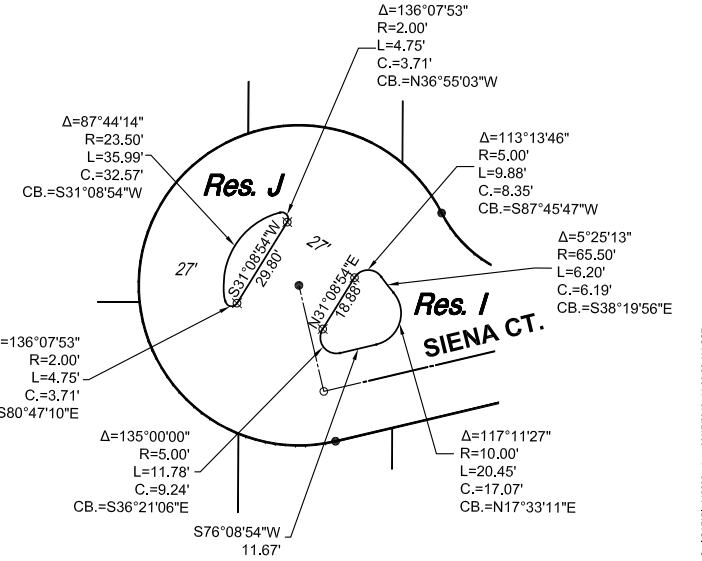 Δ=136°07'53"
R=2.00'
L=4.75'
C.=3.71'
CB.=N36°55'03"W
Δ=87°44'14"
R=23.50'
L=35.99'
C.=32.57'
CB.=S31°08'54"W
Δ=113°13'46"
R=5.00'
L=9.88'
C.=8.35'
CB.=S87°45'47"W
Res. J
27'
27'
S31°08'54"W
29.80'
N31°08'54"E
18.88'
Δ=5°25'13"
R=65.50'
L=6.20'
C.=6.19'
CB.=S38°19'56"E
Res. I
SIENA CT.
=136°07'53"
R=2.00'
L=4.75'
C.=3.71'
S80°47'10"E
Δ=135°00'00"
R=5.00'
L=11.78'
C.=9.24'
CB.=S36°21'06"E
Δ=117°11'27"
R=10.00'
L=20.45'
C.=17.07'
CB.=N17°33'11"E
S76°08'54"W
11.67'